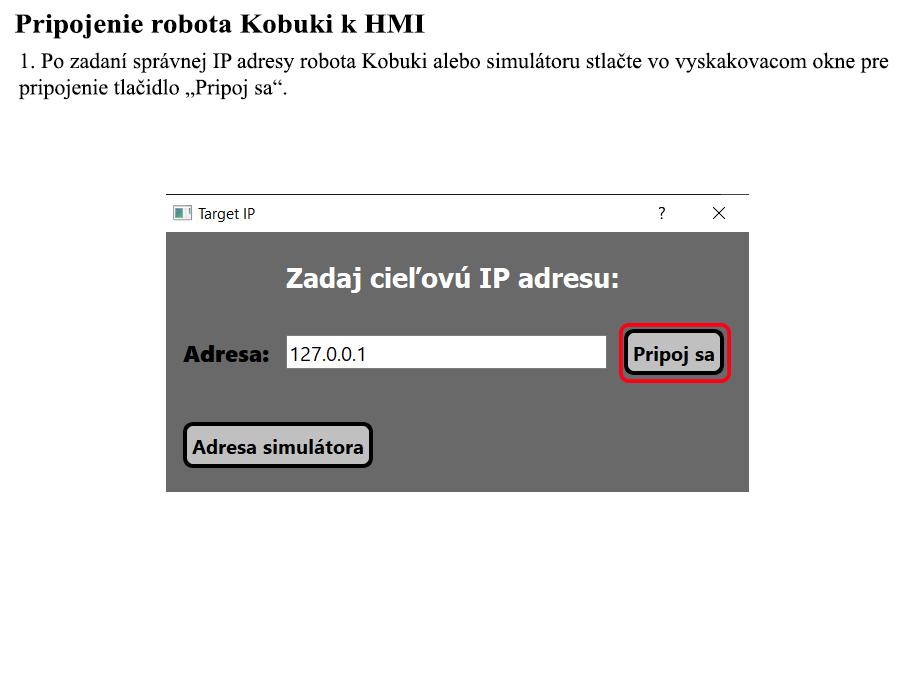 Pripojenie robota Kobuki k HMI
1. Po zadaní správnej IP adresy robota Kobuki alebo simulátoru stlačte vo vyskakovacom okne pre
pripojenie tlačidlo „Pripoj sa“.
Target IP
?
Zadaj cieľovú IP adresu:
Adresa: 127.0.0.1 Pripoj sa
Adresa simulátora